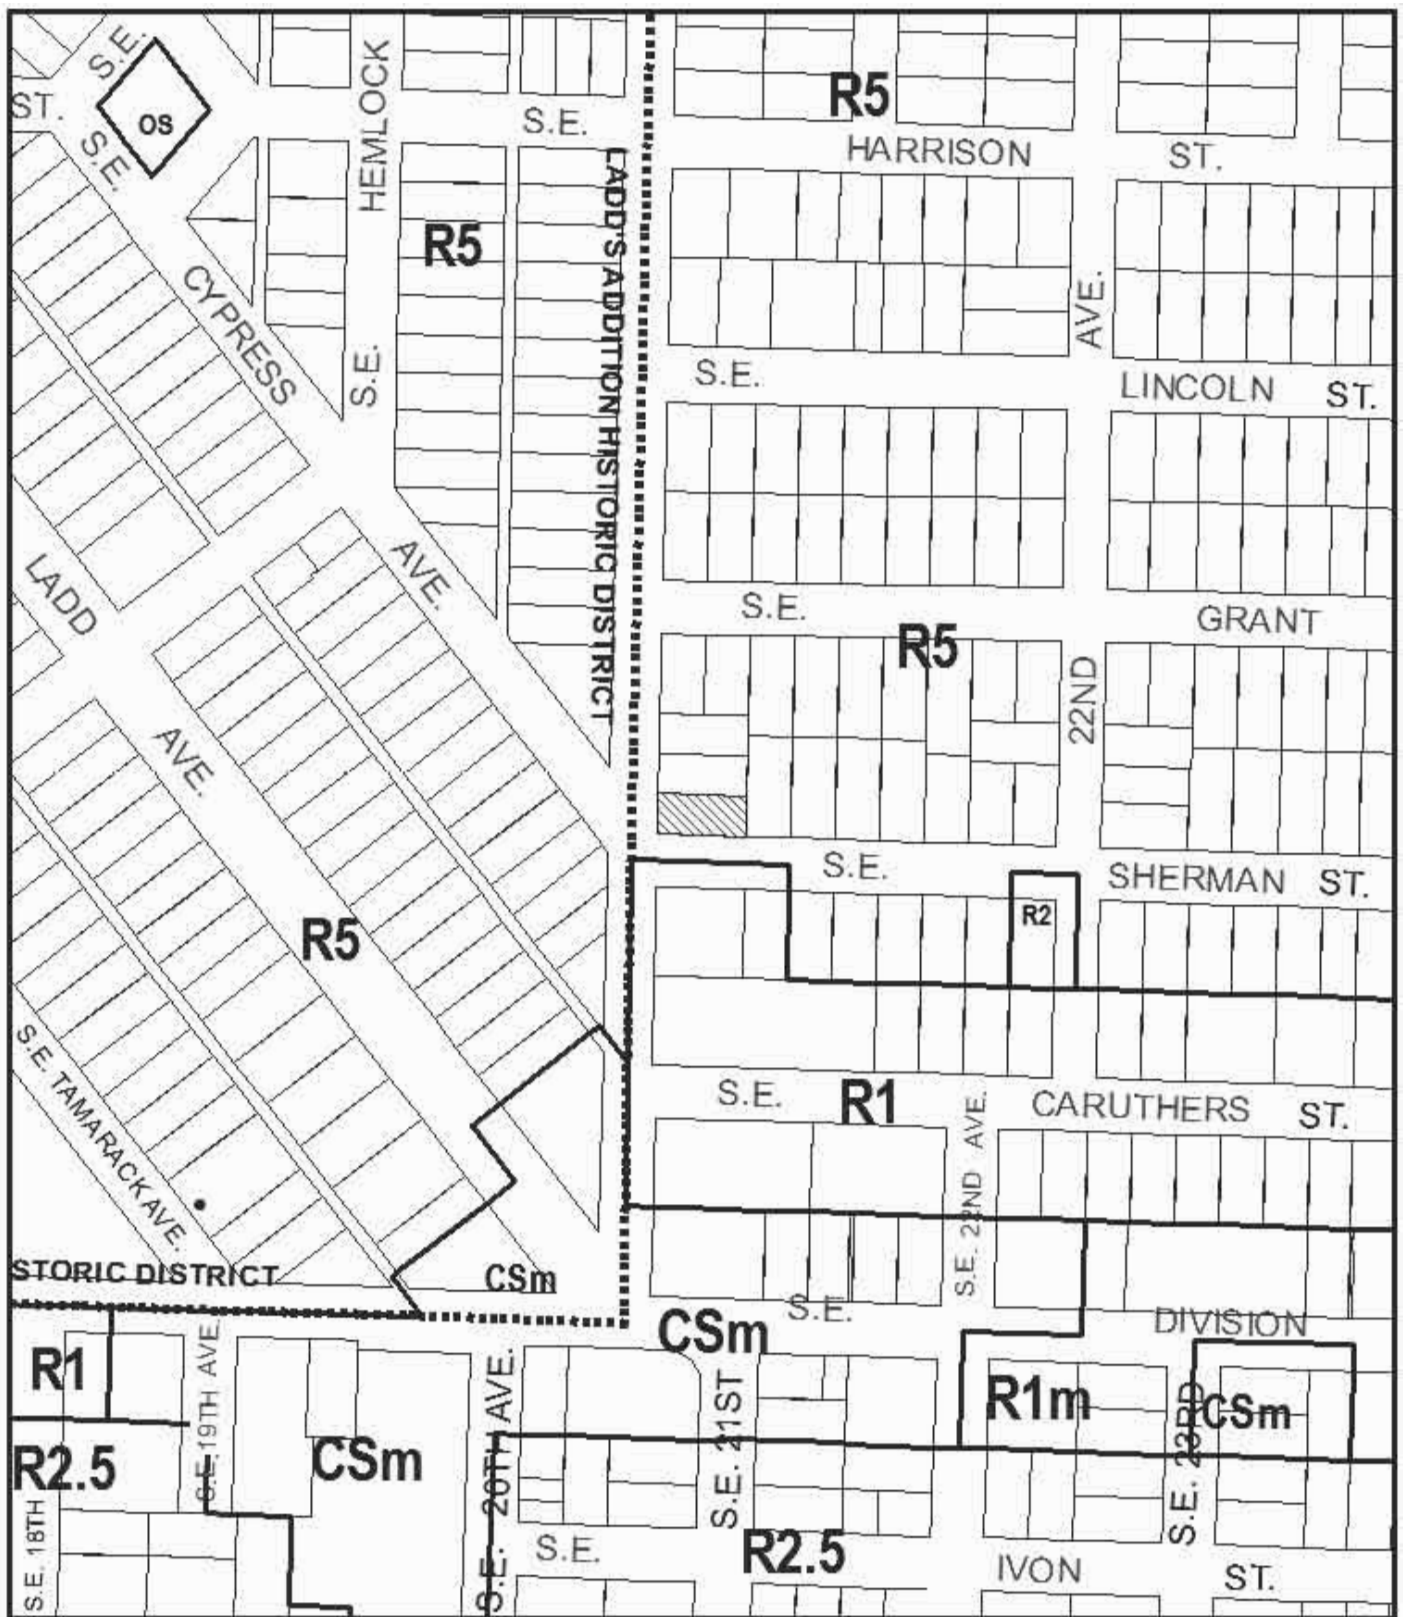 S.E.
ST.
OS
S.E.
HEMLOCK
S.E.
R5
HARRISON
ST.
R5
LADD'S ADDITION HISTORIC DISTRICT
CYPRESS
S.E.
AVE.
S.E.
LINCOLN
ST.
LADD
AVE.
S.E.
R5
GRANT
22ND
AVE.
S.E.
SHERMAN
ST.
R2
R5
S.E. TAMARACK AVE.
S.E.
R1
CARUTHERS
ST.
S.E. 22ND AVE.
STORIC DISTRICT
CSm
S.E.
CSm
DIVISION
R1
S.E. 19TH AVE.
S.E. 20TH AVE.
S.E. 21ST
R1m
S.E. 23RD
CSm
R2.5
CSm
S.E. 18TH
S.E.
R2.5
IVON
ST.